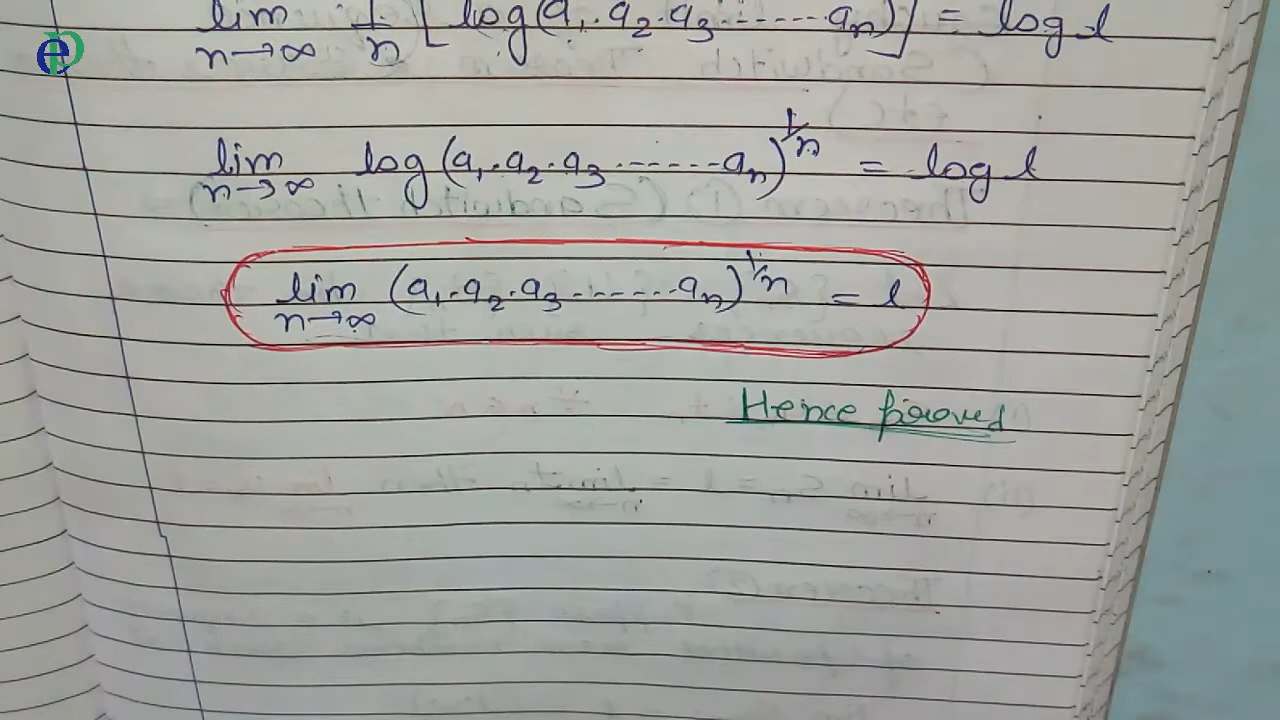 lim n→∞ 1/n [log(a₁.a₂.a₃.......aₙ)] = log l
lim n→∞ log(a₁.a₂.a₃.......aₙ)^1/n = log l
lim n→∞ (a₁.a₂.a₃.......aₙ)^1/n = l
Hence proved